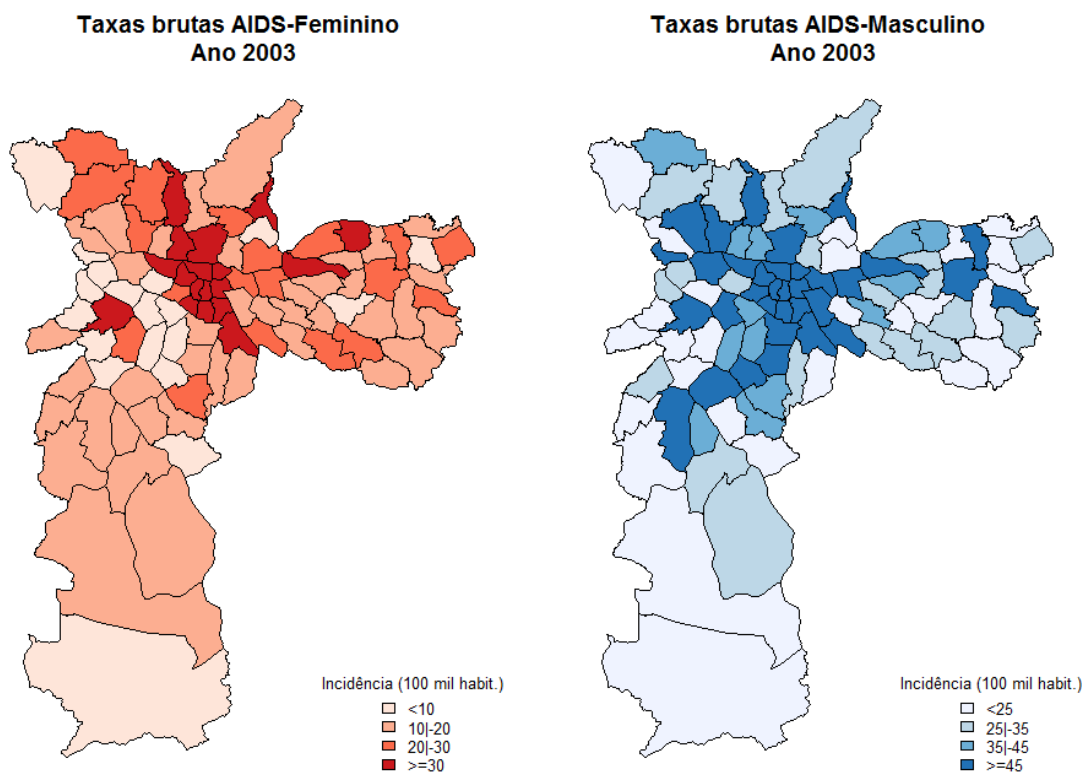 Taxas brutas AIDS-Feminino
Ano 2003
Taxas brutas AIDS-Masculino
Ano 2003
Incidência (100 mil habit.)
<10
10|-20
20|-30
>=30
Incidência (100 mil habit.)
<25
25|-35
35|-45
>=45